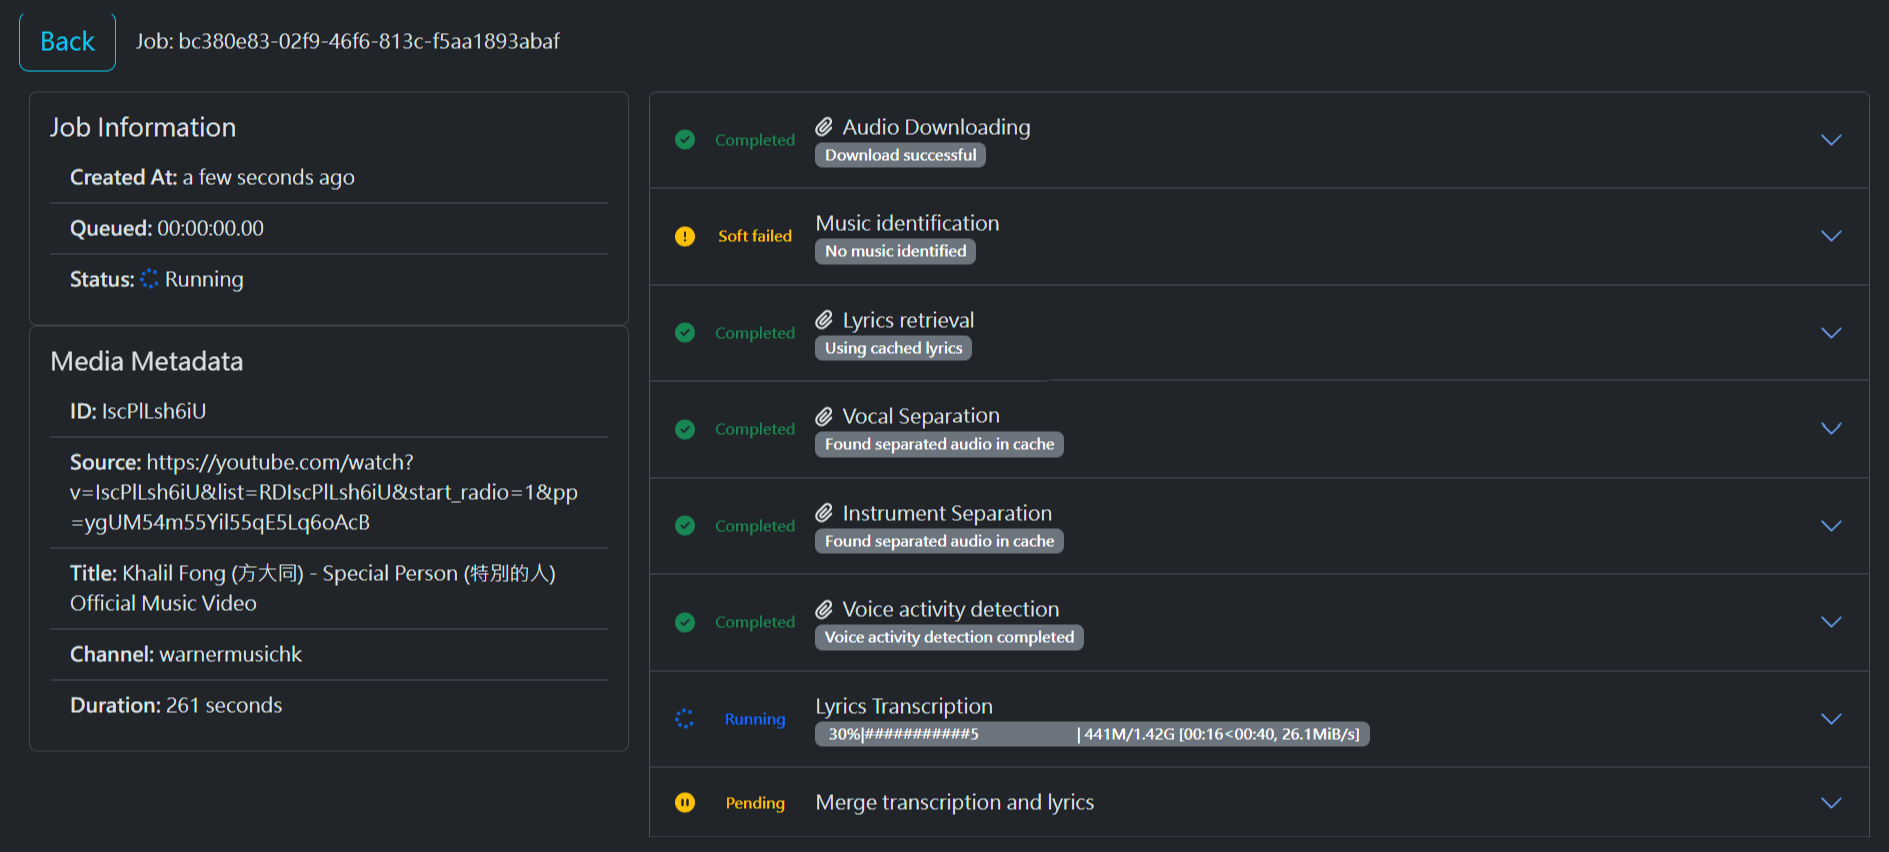 Back
Job: bc380e83-02f9-46f6-813c-f5aa1893abaf
Job Information
Created At: a few seconds ago
Queued: 00:00:00.00
Status: Running
Media Metadata
ID: IscPlLsh6iU
Source: https://youtube.com/watch?
v=IscPlLsh6iU&list=RDIscPlLsh6iU&start_radio=1&pp
=ygUM54m55Yil55qE5Lq6oAcB
Title: Khalil Fong (方大同) - Special Person (特別的人)
Official Music Video
Channel: warnermusichk
Duration: 261 seconds
Completed
Audio Downloading
Download successful
Soft failed
Music identification
No music identified
Completed
Lyrics retrieval
Using cached lyrics
Completed
Vocal Separation
Found separated audio in cache
Completed
Instrument Separation
Found separated audio in cache
Completed
Voice activity detection
Voice activity detection completed
Running
Lyrics Transcription
30%|###########5 | 441M/1.42G [00:16<00:40, 26.1MiB/s]
Pending
Merge transcription and lyrics